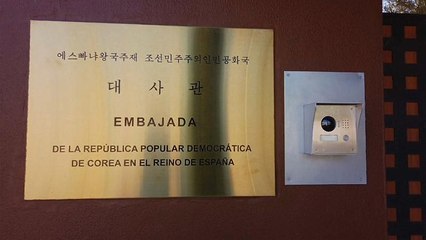 에스빠냐왕국주재 조선민주주의인민공화국
대 사 관
EMBAJADA
DE LA REPÚBLICA POPULAR DEMOCRÁTICA
DE COREA EN EL REINO DE ESPAÑA